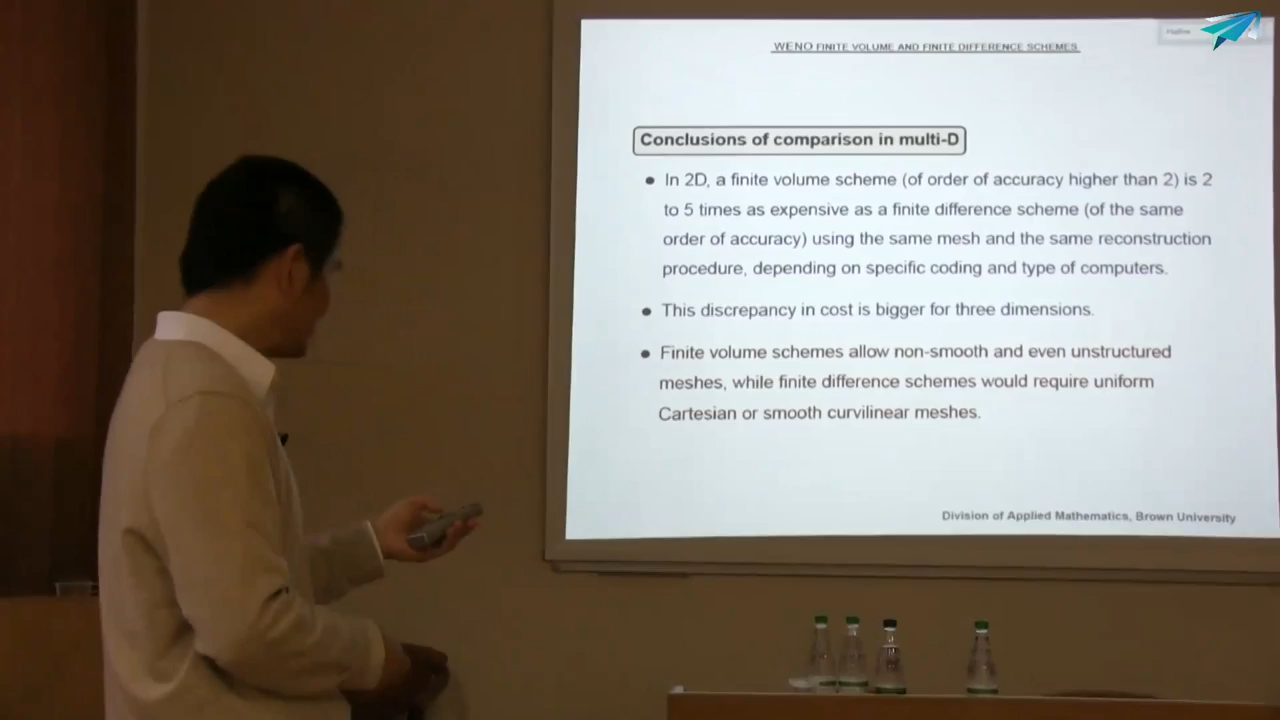 WENO FINITE VOLUME AND FINITE DIFFERENCE SCHEMES
Conclusions of comparison in multi-D
● In 2D, a finite volume scheme (of order of accuracy higher than 2) is 2
to 5 times as expensive as a finite difference scheme (of the same
order of accuracy) using the same mesh and the same reconstruction
procedure, depending on specific coding and type of computers.
● This discrepancy in cost is bigger for three dimensions.
● Finite volume schemes allow non-smooth and even unstructured
meshes, while finite difference schemes would require uniform
Cartesian or smooth curvilinear meshes.
Division of Applied Mathematics, Brown University